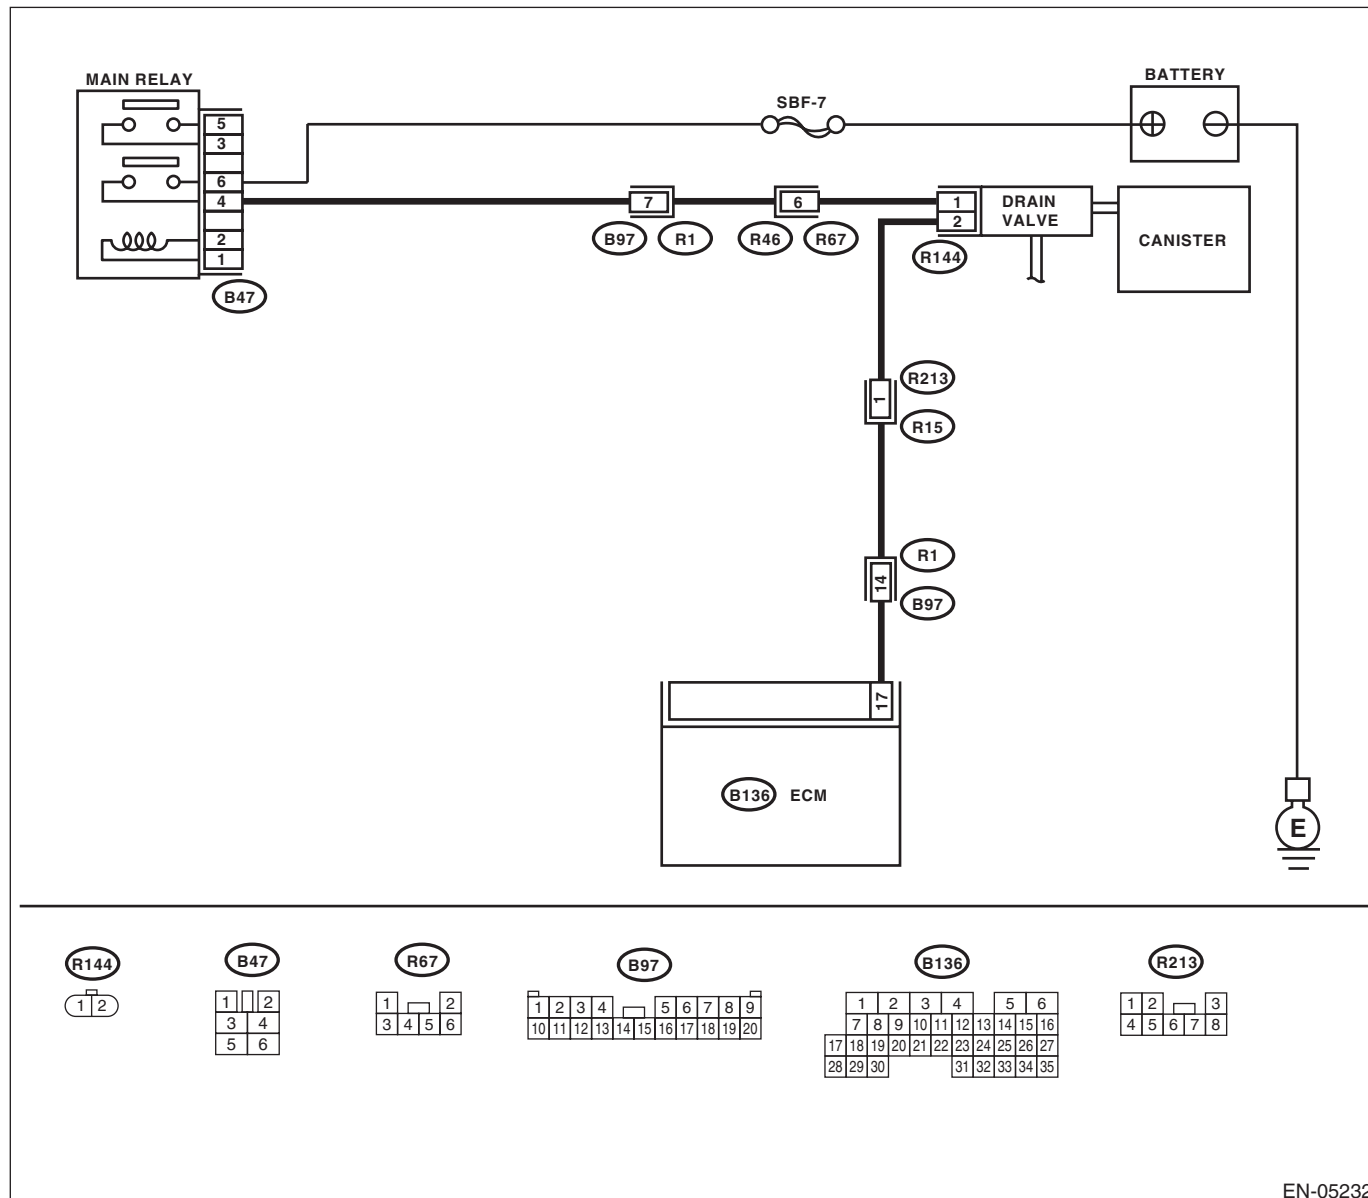 MAIN RELAY
BATTERY
SBF-7
5
3
6
4
2
1
B47
7
B97
R1
6
R46
R67
1
2
R144
DRAIN
VALVE
CANISTER
R213
1
R15
R1
14
B97
17
B136 ECM
E
R144
1 2
B47
1 2
3 4
5 6
R67
1 2
3 4 5 6
B97
1 2 3 4 5 6 7 8 9
10 11 12 13 14 15 16 17 18 19 20
B136
1 2 3 4 5 6
7 8 9 10 11 12 13 14 15 16
17 18 19 20 21 22 23 24 25 26 27
28 29 30 31 32 33 34 35
R213
1 2 3
4 5 6 7 8
EN-05232